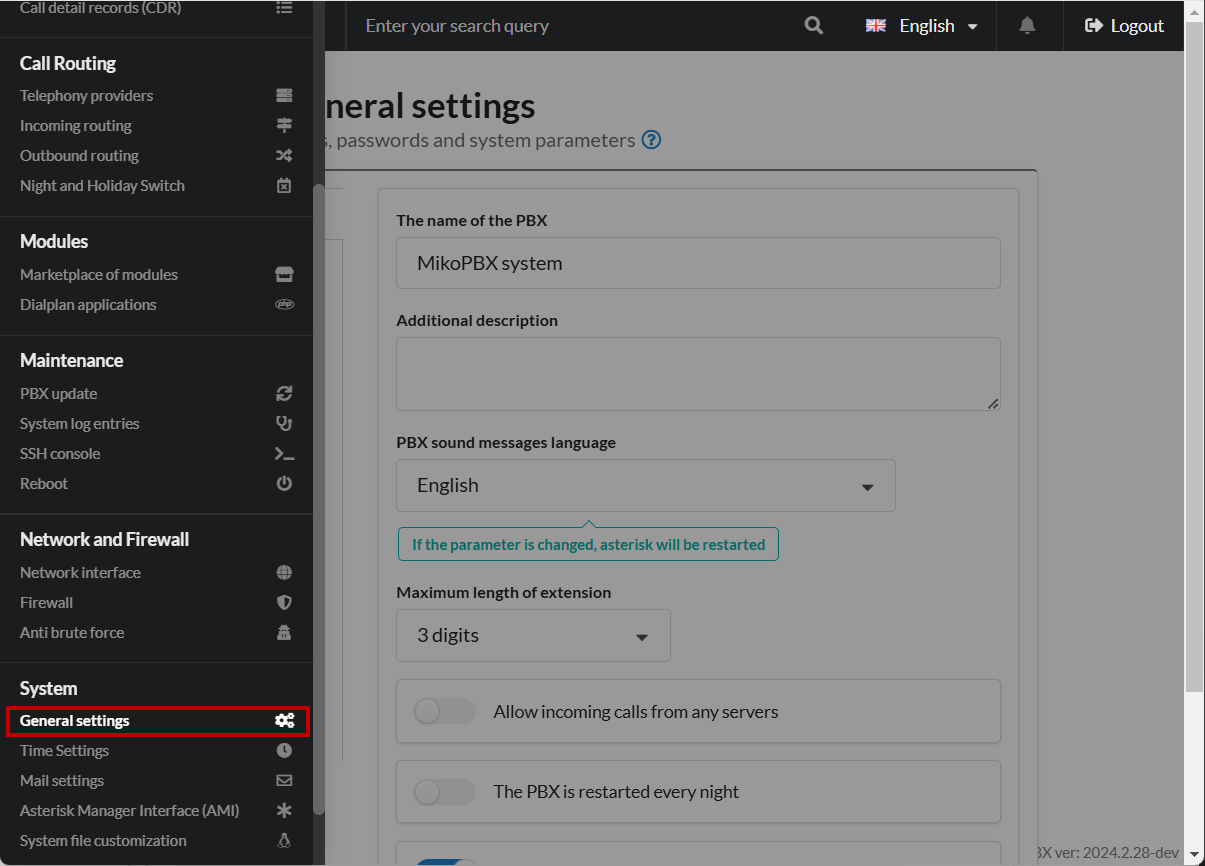 Call detail records (CDR)
Call Routing
Telephony providers
Incoming routing
Outbound routing
Night and Holiday Switch
Modules
Marketplace of modules
Dialplan applications
php
Maintenance
PBX update
System log entries
SSH console
Reboot
Network and Firewall
Network interface
Firewall
Anti brute force
System
General settings
Time Settings
Mail settings
Asterisk Manager Interface (AMI)
System file customization
Enter your search query
English
Logout
neral settings
s, passwords and system parameters
The name of the PBX
MikoPBX system
Additional description
PBX sound messages language
English
If the parameter is changed, asterisk will be restarted
Maximum length of extension
3 digits
Allow incoming calls from any servers
The PBX is restarted every night
BX ver: 2024.2.28-dev